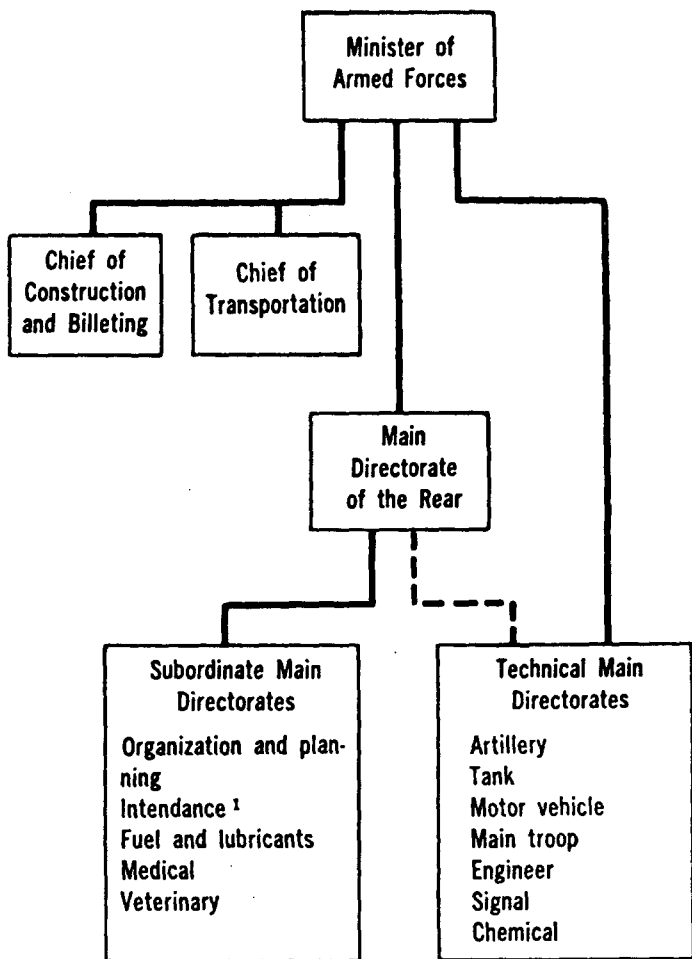 Minister of
Armed Forces
Chief of
Construction
and Billeting
Chief of
Transportation
Main
Directorate
of the Rear
Subordinate Main
Directorates
Organization and plan-
ning
Intendance ¹
Fuel and lubricants
Medical
Veterinary
Technical Main
Directorates
Artillery
Tank
Motor vehicle
Main troop
Engineer
Signal
Chemical